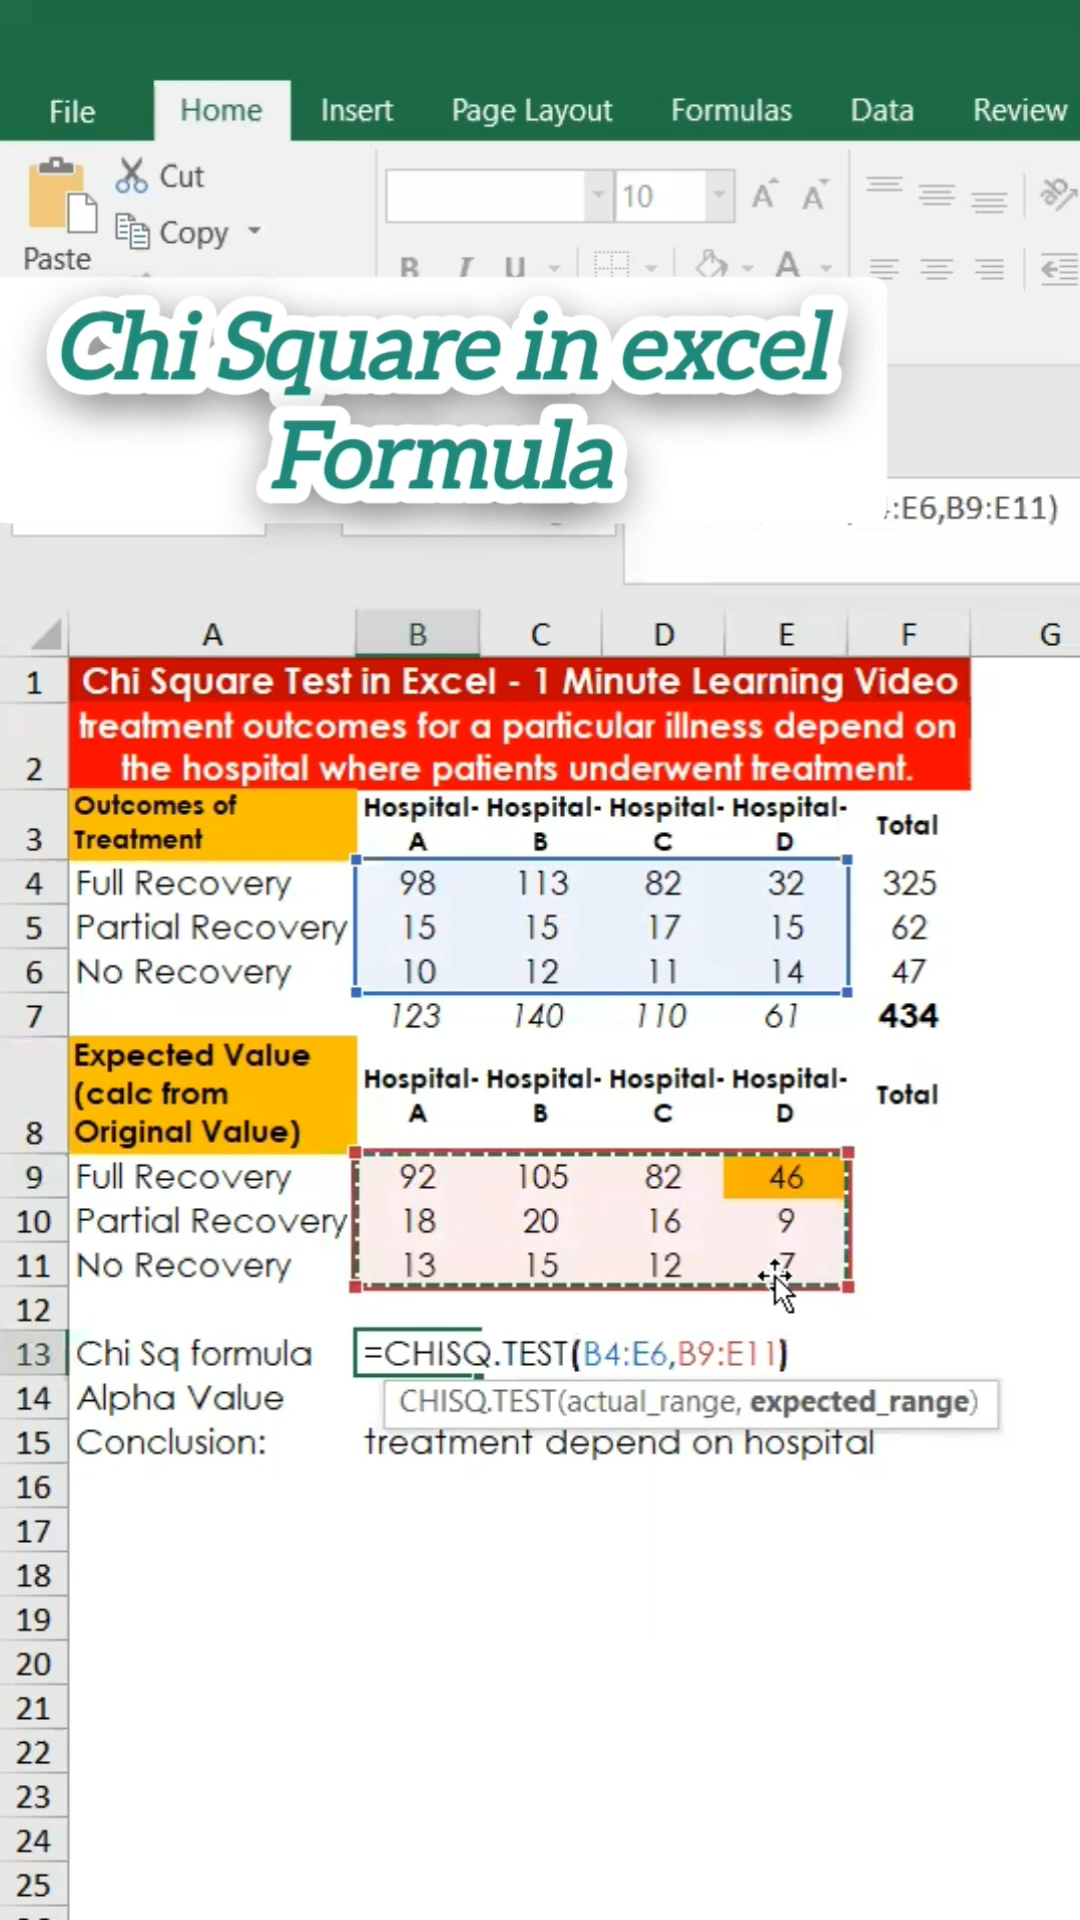 File Home Insert Page Layout Formulas Data Review
Cut
Copy
Paste
10
B I U A
Chi Square in excel
Formula
:E6,B9:E11)
A B C D E F G
1 Chi Square Test in Excel - 1 Minute Learning Video
treatment outcomes for a particular illness depend on
2 the hospital where patients underwent treatment.
3 Outcomes of Treatment Hospital-A Hospital-B Hospital-C Hospital-D Total
4 Full Recovery 98 113 82 32 325
5 Partial Recovery 15 15 17 15 62
6 No Recovery 10 12 11 14 47
7 123 140 110 61 434
8 Expected Value (calc from Original Value) Hospital-A Hospital-B Hospital-C Hospital-D Total
9 Full Recovery 92 105 82 46
10 Partial Recovery 18 20 16 9
11 No Recovery 13 15 12 7
12
13 Chi Sq formula =CHISQ.TEST(B4:E6,B9:E11)
14 Alpha Value CHISQ.TEST(actual_range, expected_range)
15 Conclusion: treatment depend on hospital
16
17
18
19
20
21
22
23
24
25